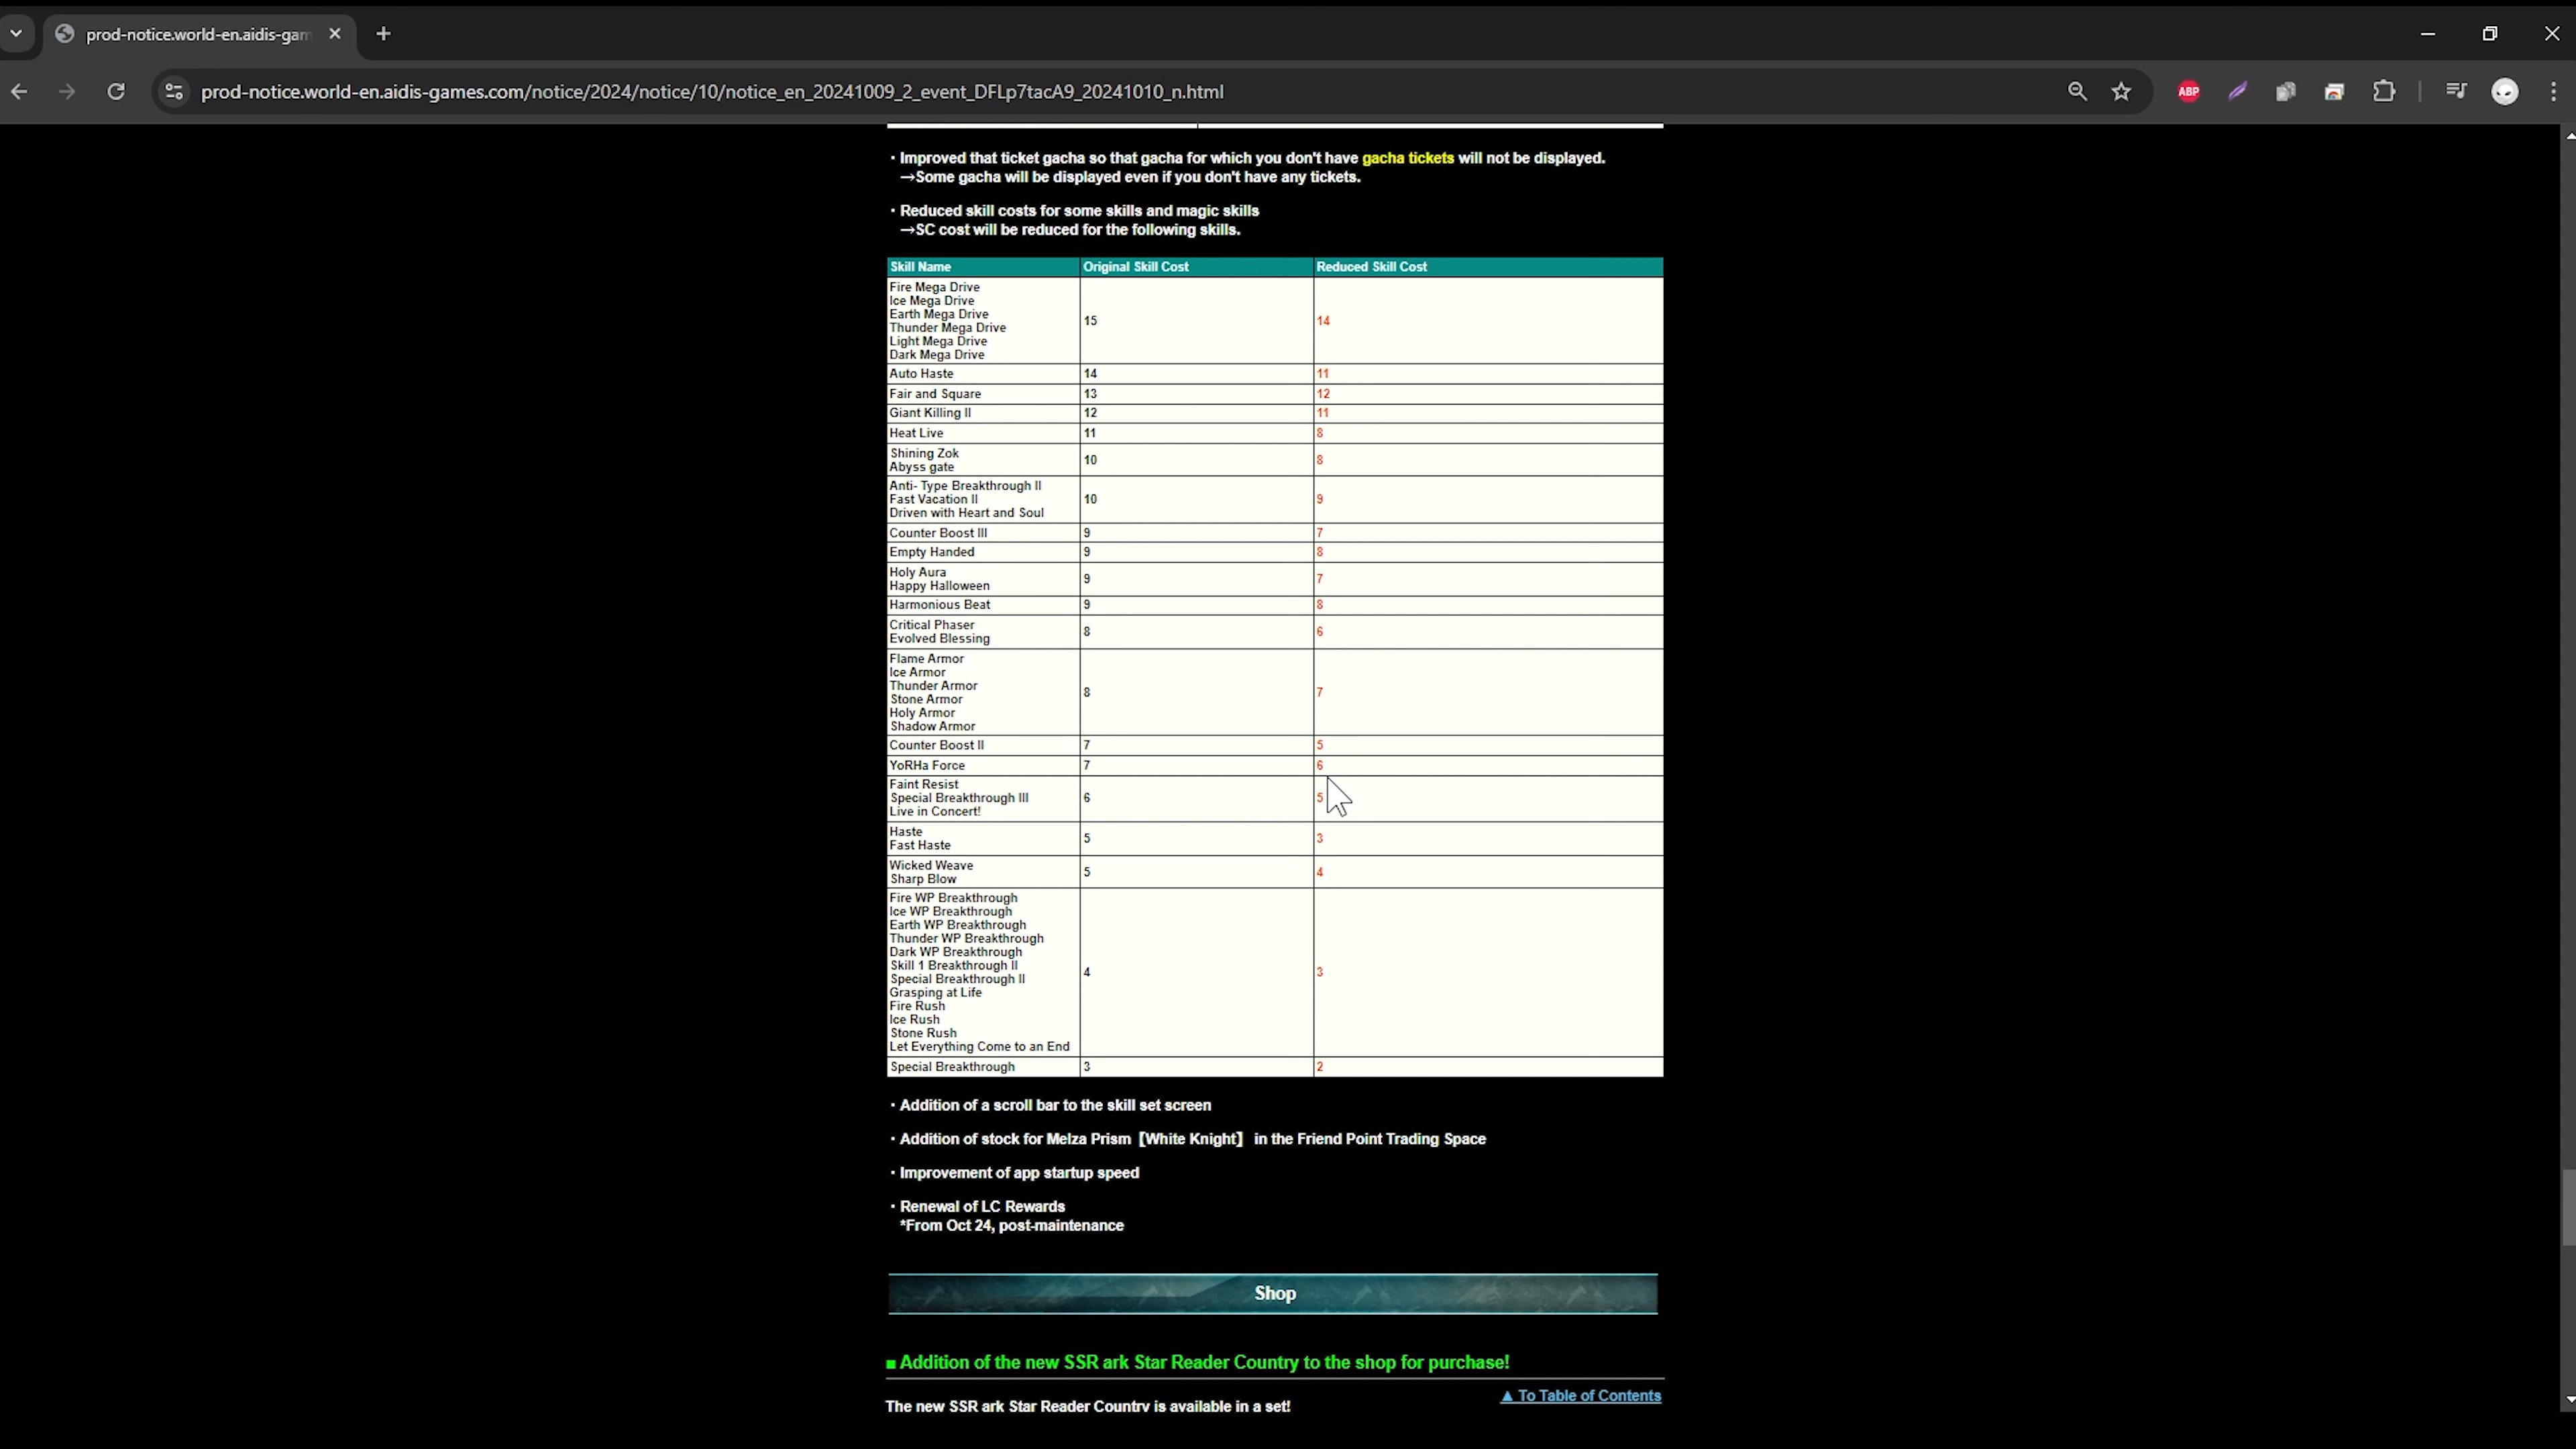 prod-notice.world-en.aidis-gam
prod-notice.world-en.aidis-games.com/notice/2024/notice/10/notice_en_20241009_2_event_DFLp7tacA9_20241010_n.html
ABP
・Improved that ticket gacha so that gacha for which you don't have gacha tickets will not be displayed.
→Some gacha will be displayed even if you don't have any tickets.
・Reduced skill costs for some skills and magic skills
→SC cost will be reduced for the following skills.
Skill Name Original Skill Cost Reduced Skill Cost
Fire Mega Drive
Ice Mega Drive
Earth Mega Drive
Thunder Mega Drive
Light Mega Drive
Dark Mega Drive
15 14
Auto Haste 14 11
Fair and Square 13 12
Giant Killing II 12 11
Heat Live 11 8
Shining Zok
Abyss gate
10 8
Anti- Type Breakthrough II
Fast Vacation II
Driven with Heart and Soul
10 9
Counter Boost III 9 7
Empty Handed 9 8
Holy Aura
Happy Halloween
9 7
Harmonious Beat 9 8
Critical Phaser
Evolved Blessing
8 6
Flame Armor
Ice Armor
Thunder Armor
Stone Armor
Holy Armor
Shadow Armor
8 7
Counter Boost II 7 5
YoRHa Force 7 6
Faint Resist
Special Breakthrough III
Live in Concert!
6 5
Haste
Fast Haste
5 3
Wicked Weave
Sharp Blow
5 4
Fire WP Breakthrough
Ice WP Breakthrough
Earth WP Breakthrough
Thunder WP Breakthrough
Dark WP Breakthrough
Skill 1 Breakthrough II
Special Breakthrough II
Grasping at Life
Fire Rush
Ice Rush
Stone Rush
Let Everything Come to an End
4 3
Special Breakthrough 3 2
・Addition of a scroll bar to the skill set screen
・Addition of stock for Melza Prism【White Knight】 in the Friend Point Trading Space
・Improvement of app startup speed
・Renewal of LC Rewards
*From Oct 24, post-maintenance
Shop
■Addition of the new SSR ark Star Reader Country to the shop for purchase!
▲To Table of Contents
The new SSR ark Star Reader Country is available in a set!